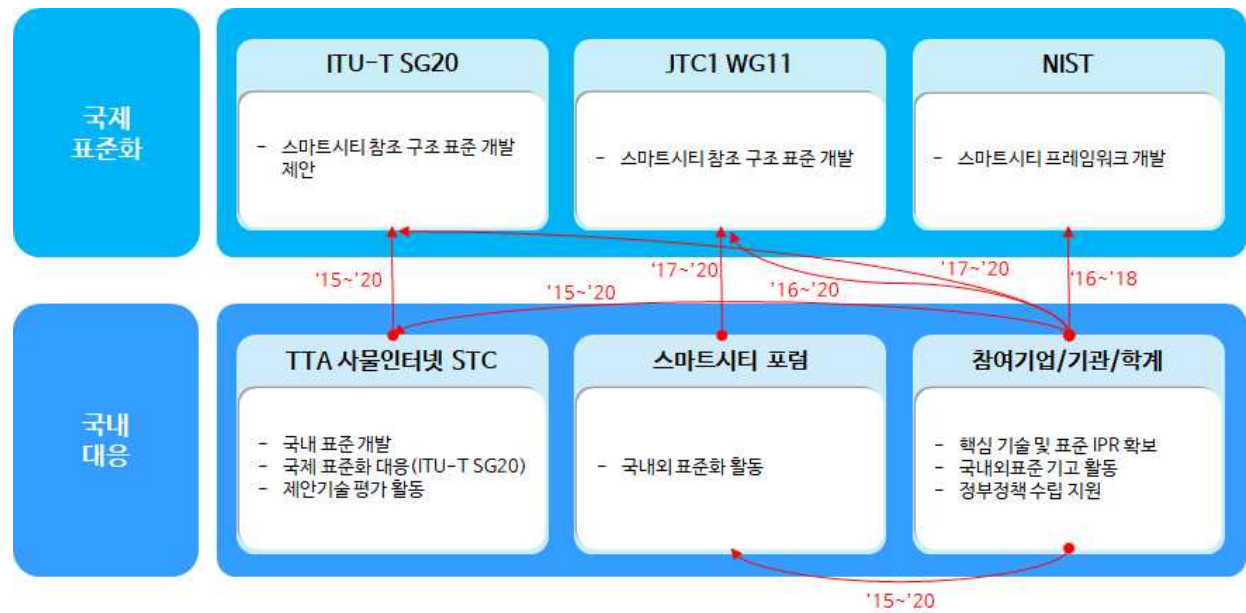 국제
표준화
ITU-T SG20
- 스마트시티 참조 구조 표준 개발
제안
JTC1 WG11
- 스마트시티 참조 구조 표준 개발
NIST
- 스마트시티 프레임워크 개발
'15~'20
'17~'20
'17~'20
'16~'18
'15~'20
'16~'20
국내
대응
TTA 사물인터넷 STC
- 국내 표준 개발
- 국제 표준화 대응(ITU-T SG20)
- 제안기술 평가 활동
스마트시티 포럼
- 국내외 표준화 활동
참여기업/기관/학계
- 핵심 기술 및 표준 IPR 확보
- 국내외표준 기고 활동
- 정부정책 수립 지원
'15~'20